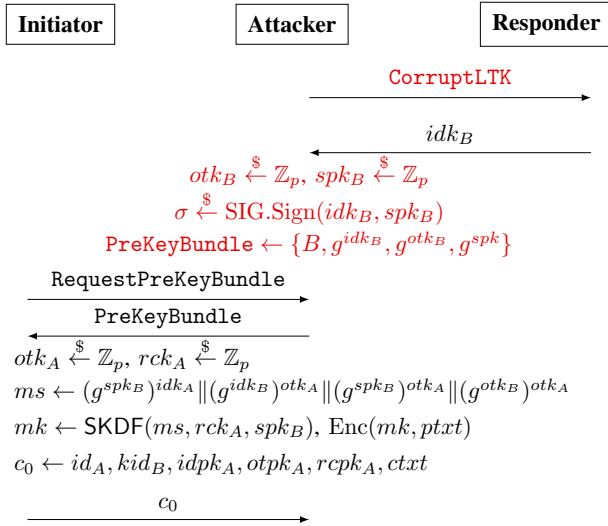 Initiator Attacker Responder
CorruptLTK
idk_B
otk_B ←$ ℤ_p, spk_B ←$ ℤ_p
σ ←$ SIG.Sign(idk_B, spk_B)
PreKeyBundle ← {B, g^{idk_B}, g^{otk_B}, g^{spk}}
RequestPreKeyBundle
PreKeyBundle
otk_A ←$ ℤ_p, rck_A ←$ ℤ_p
ms ← (g^{spk_B})^{idk_A}‖(g^{idk_B})^{otk_A}‖(g^{spk_B})^{otk_A}‖(g^{otk_B})^{otk_A}
mk ← SKDF(ms, rck_A, spk_B), Enc(mk, ptxt)
c_0 ← id_A, kid_B, idpk_A, otpk_A, rcpk_A, ctxt
c_0